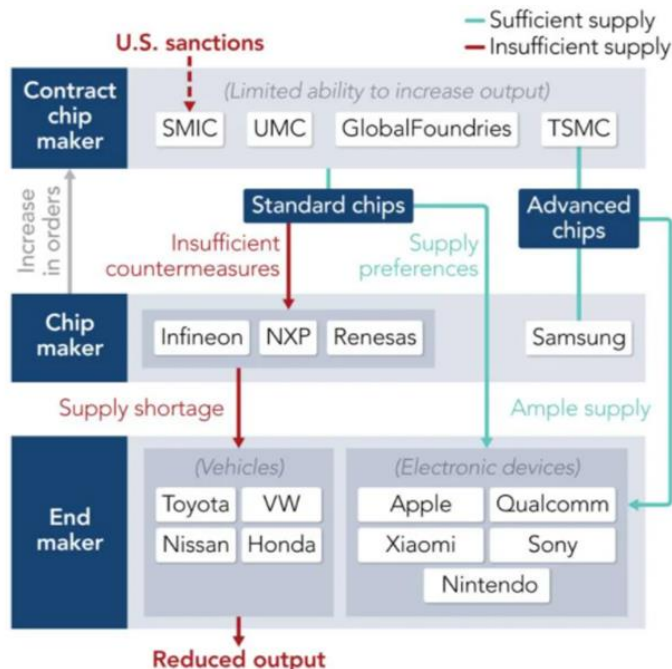 Sufficient supply
Insufficient supply
U.S. sanctions
Contract
chip
maker
(Limited ability to increase output)
SMIC
UMC
GlobalFoundries
TSMC
Increase
in orders
Standard chips
Advanced
chips
Insufficient
countermeasures
Supply
preferences
Chip
maker
Infineon
NXP
Renesas
Samsung
Supply shortage
Ample supply
End
maker
(Vehicles)
Toyota
VW
Nissan
Honda
(Electronic devices)
Apple
Qualcomm
Xiaomi
Sony
Nintendo
Reduced output